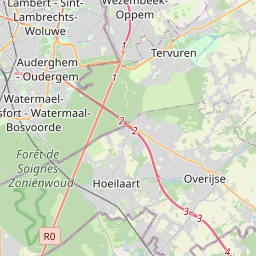 Lambert - Sint-
Lambrechts-
Woluwe
Wezembeek-
Oppem
1
Tervuren
Auderghem
- Oudergem
1
Watermael-
sfort - Watermaal-
Bosvoorde
2
2
Forêt de
Soignes
Zoniënwoud
Hoeilaart
Overijse
3
3
R0
4